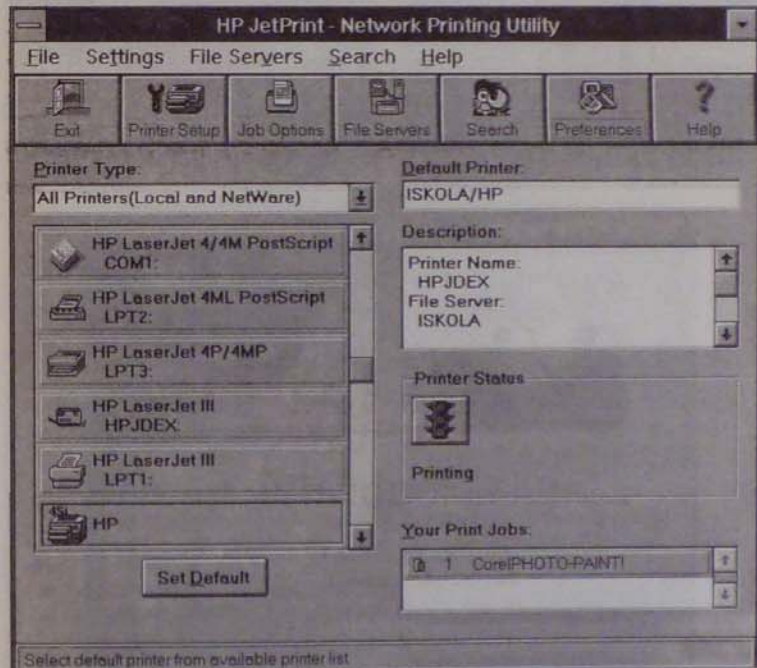 HP JetPrint - Network Printing Utility
File Settings File Servers Search Help
Exit Printer Setup Job Options File Servers Search Preferences Help
Printer Type:
All Printers(Local and NetWare)
HP LaserJet 4/4M PostScript
COM1:
HP LaserJet 4ML PostScript
LPT2:
HP LaserJet 4P/4MP
LPT3:
HP LaserJet III
HPJDEX:
HP LaserJet III
LPT1:
4Si
HP
Set Default
Default Printer:
ISKOLA/HP
Description:
Printer Name:
HPJDEX
File Server:
ISKOLA
Printer Status
Printing
Your Print Jobs:
1 CorelPHOTO-PAINT!
Select default printer from available printer list